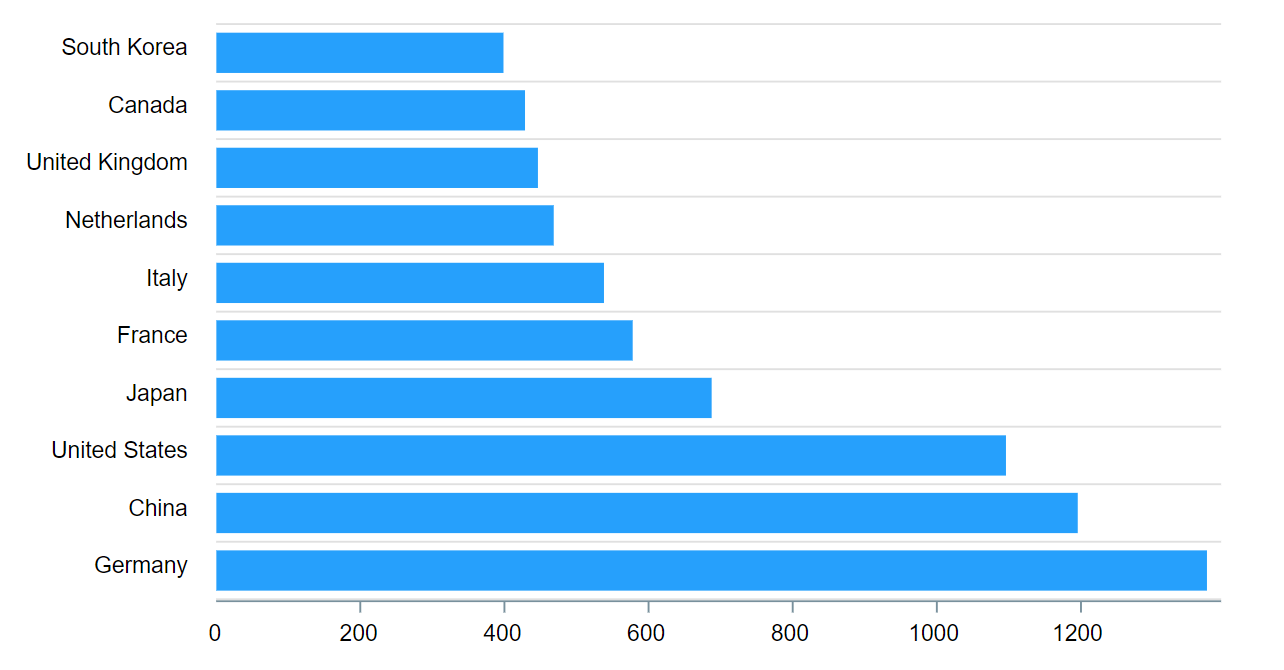 South Korea
Canada
United Kingdom
Netherlands
Italy
France
Japan
United States
China
Germany
0 200 400 600 800 1000 1200